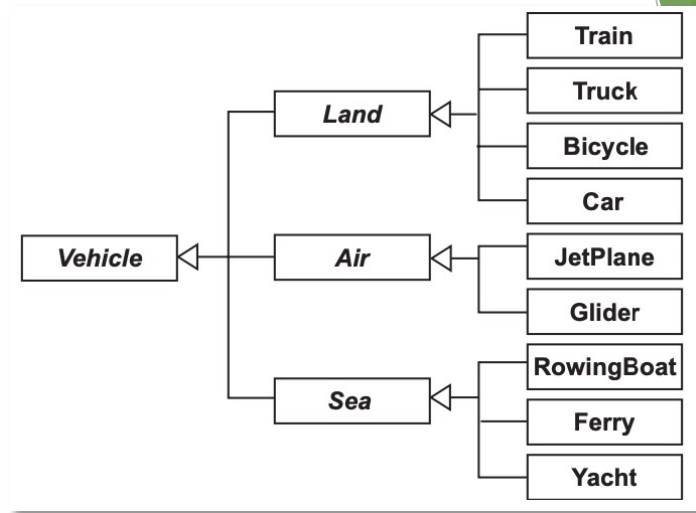 Vehicle
Land
Air
Sea
Train
Truck
Bicycle
Car
JetPlane
Glider
RowingBoat
Ferry
Yacht